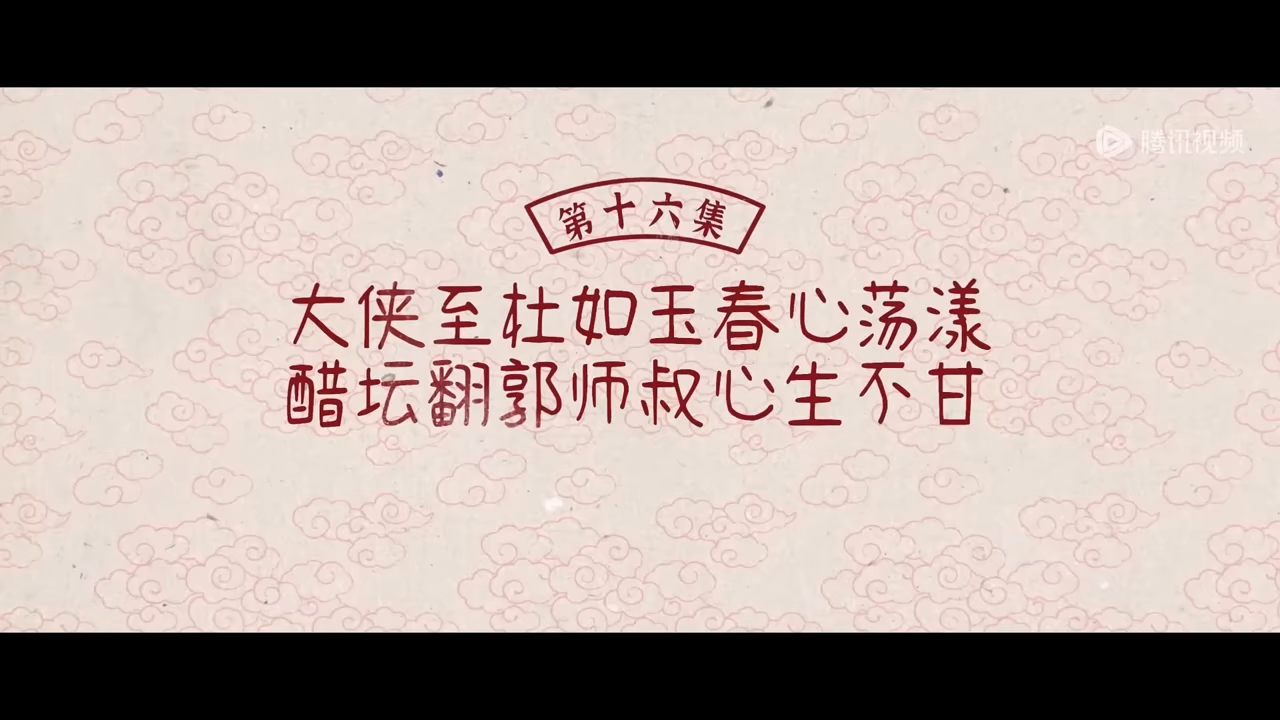 腾讯视频
第十六集
大侠至杜如玉春心荡漾
醋坛翻郭师叔心生不甘